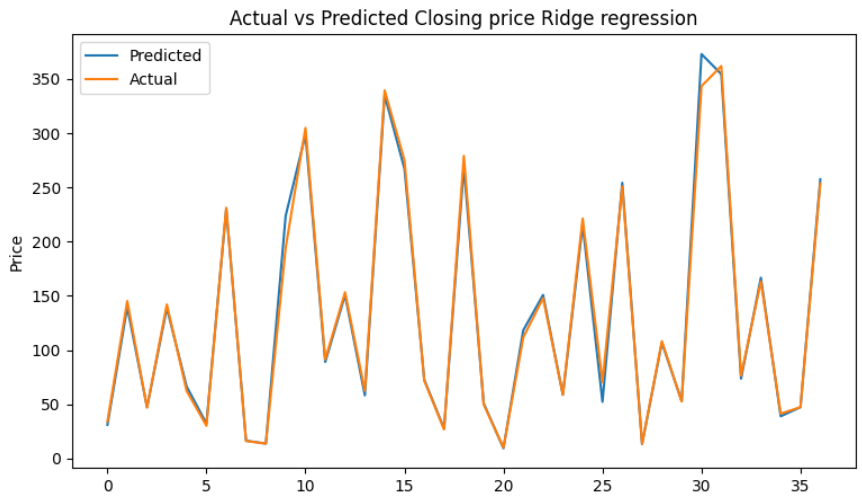 Actual vs Predicted Closing price Ridge regression
Predicted
Actual
350
300
250
200
150
100
50
0
Price
0 5 10 15 20 25 30 35